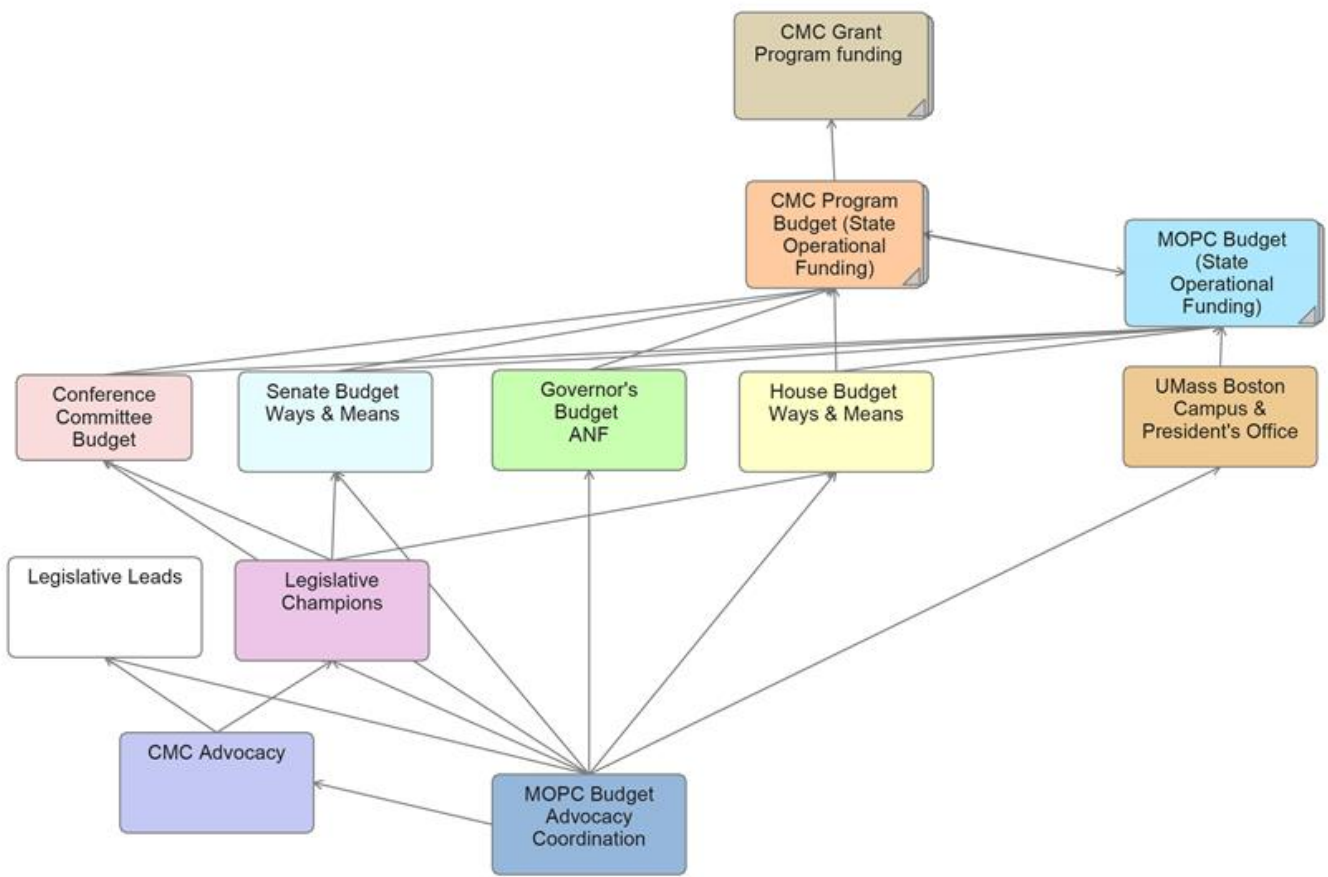 CMC Grant
Program funding
CMC Program
Budget (State
Operational
Funding)
MOPC Budget
(State
Operational
Funding)
Conference
Committee
Budget
Senate Budget
Ways & Means
Governor's
Budget
ANF
House Budget
Ways & Means
UMass Boston
Campus &
President's Office
Legislative Leads
Legislative
Champions
CMC Advocacy
MOPC Budget
Advocacy
Coordination